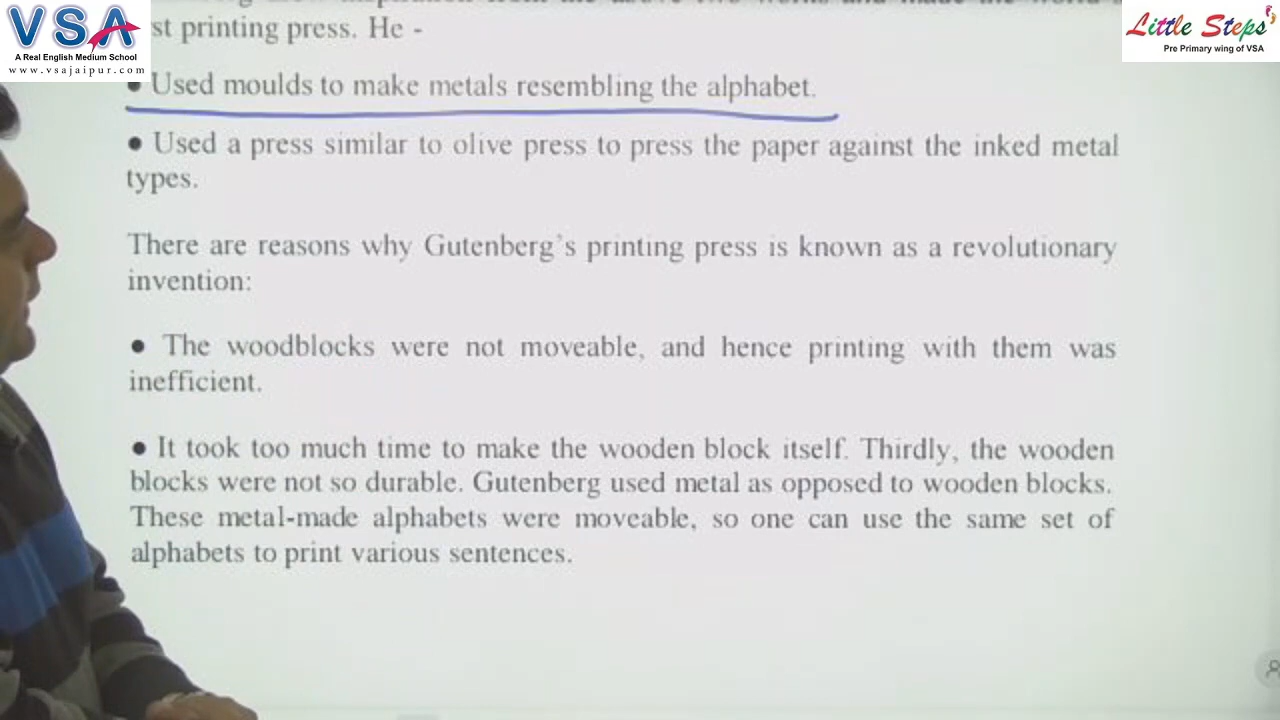 VSA
A Real English Medium School
www.vsajaipur.com
Little Steps
Pre Primary wing of VSA
st printing press. He -
● Used moulds to make metals resembling the alphabet.
● Used a press similar to olive press to press the paper against the inked metal
types.
There are reasons why Gutenberg's printing press is known as a revolutionary
invention:
● The woodblocks were not moveable, and hence printing with them was
inefficient.
● It took too much time to make the wooden block itself. Thirdly, the wooden
blocks were not so durable. Gutenberg used metal as opposed to wooden blocks.
These metal-made alphabets were moveable, so one can use the same set of
alphabets to print various sentences.